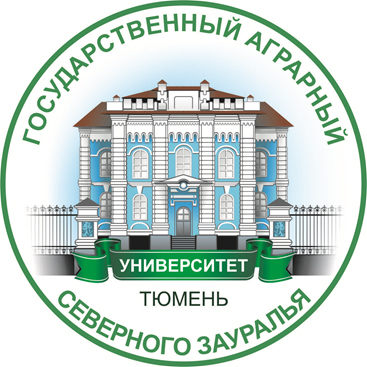 ГОСУДАРСТВЕННЫЙ АГРАРНЫЙ
УНИВЕРСИТЕТ
ТЮМЕНЬ
СЕВЕРНОГО ЗАУРАЛЬЯ